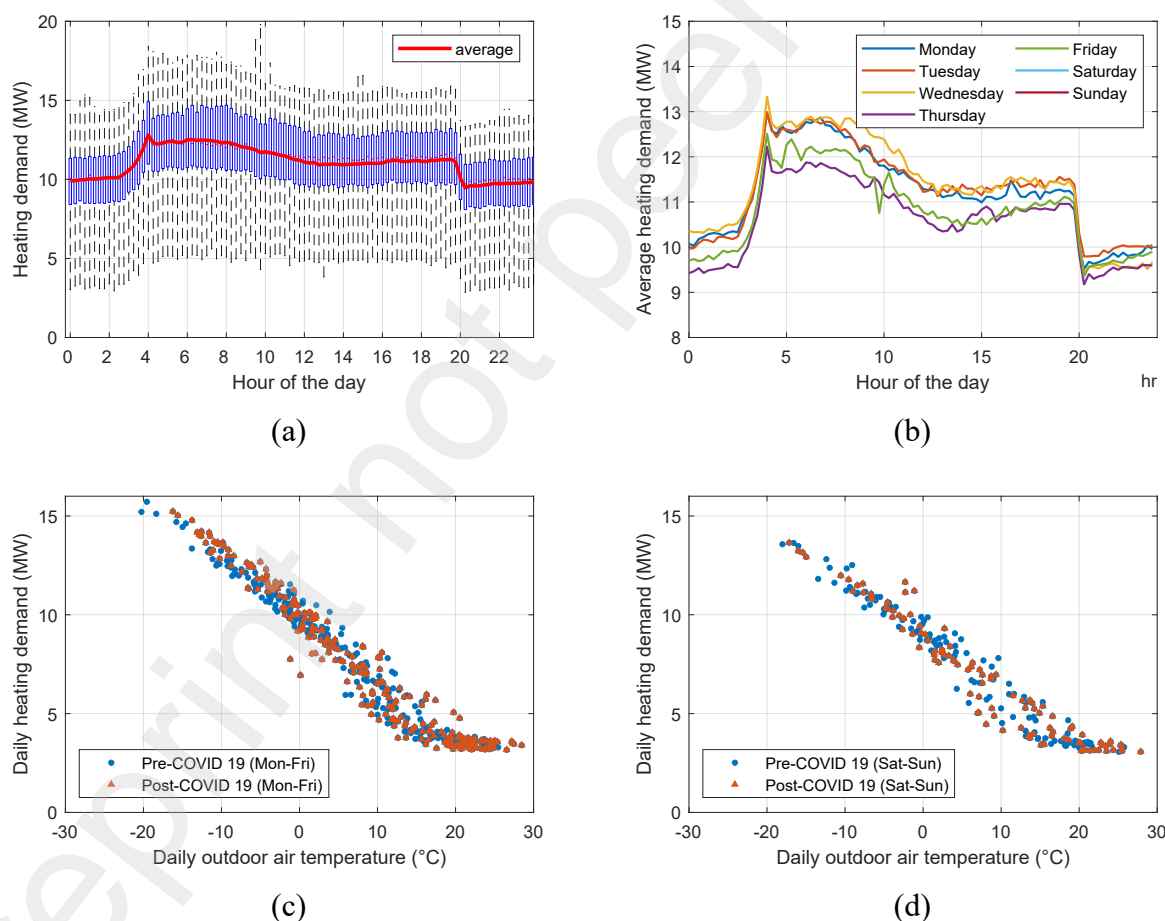 20
15
10
5
0
Heating demand (MW)
average
0 2 4 6 8 10 12 14 16 18 20 22
Hour of the day
(a)
15
14
13
12
11
10
9
8
Average heating demand (MW)
Monday
Tuesday
Wednesday
Thursday
Friday
Saturday
Sunday
0 5 10 15 20
hr
Hour of the day
(b)
15
10
5
0
Daily heating demand (MW)
Pre-COVID 19 (Mon-Fri)
Post-COVID 19 (Mon-Fri)
-30 -20 -10 0 10 20 30
Daily outdoor air temperature (°C)
(c)
15
10
5
0
Daily heating demand (MW)
Pre-COVID 19 (Sat-Sun)
Post-COVID 19 (Sat-Sun)
-30 -20 -10 0 10 20 30
Daily outdoor air temperature (°C)
(d)
eprint not peer